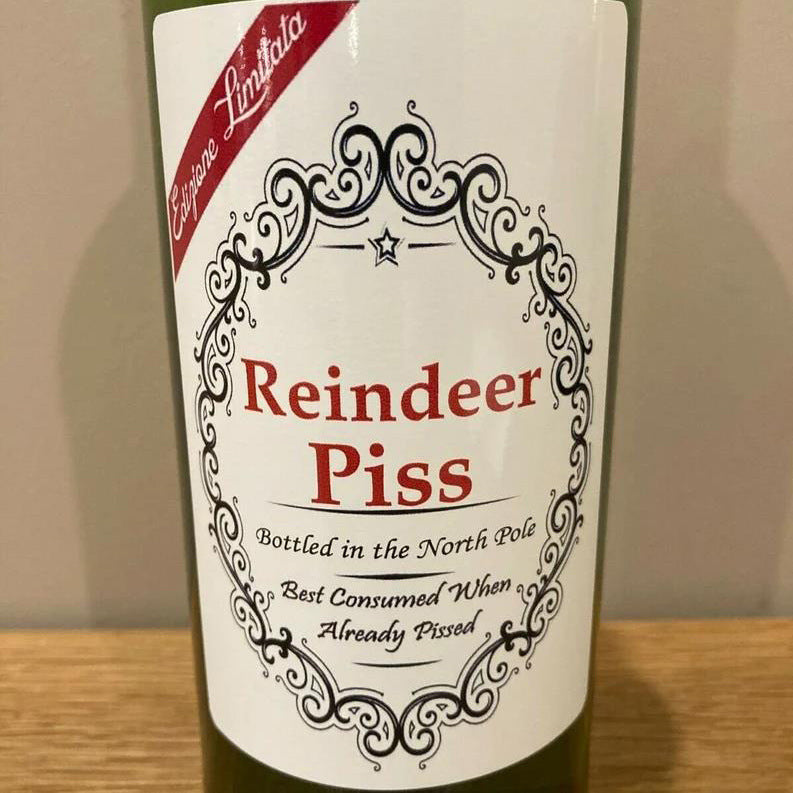 Edizione Limitata
Reindeer
Piss
Bottled in the North Pole
Best Consumed When
Already Pissed